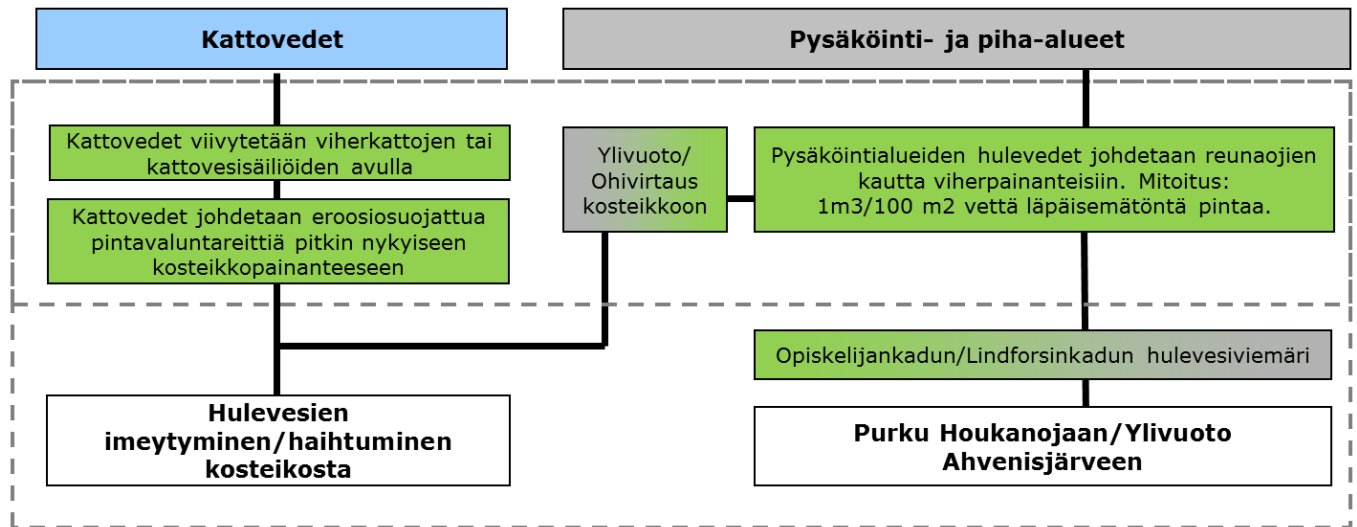 Kattovedet
Pysäköinti- ja piha-alueet
Kattovedet viivytetään viherkattojen tai
kattovesisäiliöiden avulla
Kattovedet johdetaan eroosiosuojattua
pintavaluntareittiä pitkin nykyiseen
kosteikkopainanteeseen
Ylivuoto/
Ohivirtaus
kosteikkoon
Pysäköintialueiden hulevedet johdetaan reunaojien
kautta viherpainanteisiin. Mitoitus:
1m3/100 m2 vettä läpäisemätöntä pintaa.
Opiskelijankadun/Lindforsinkadun hulevesiviemäri
Hulevesien
imeytyminen/haihtuminen
kosteikosta
Purku Houkanojaan/Ylivuoto
Ahvenisjärveen